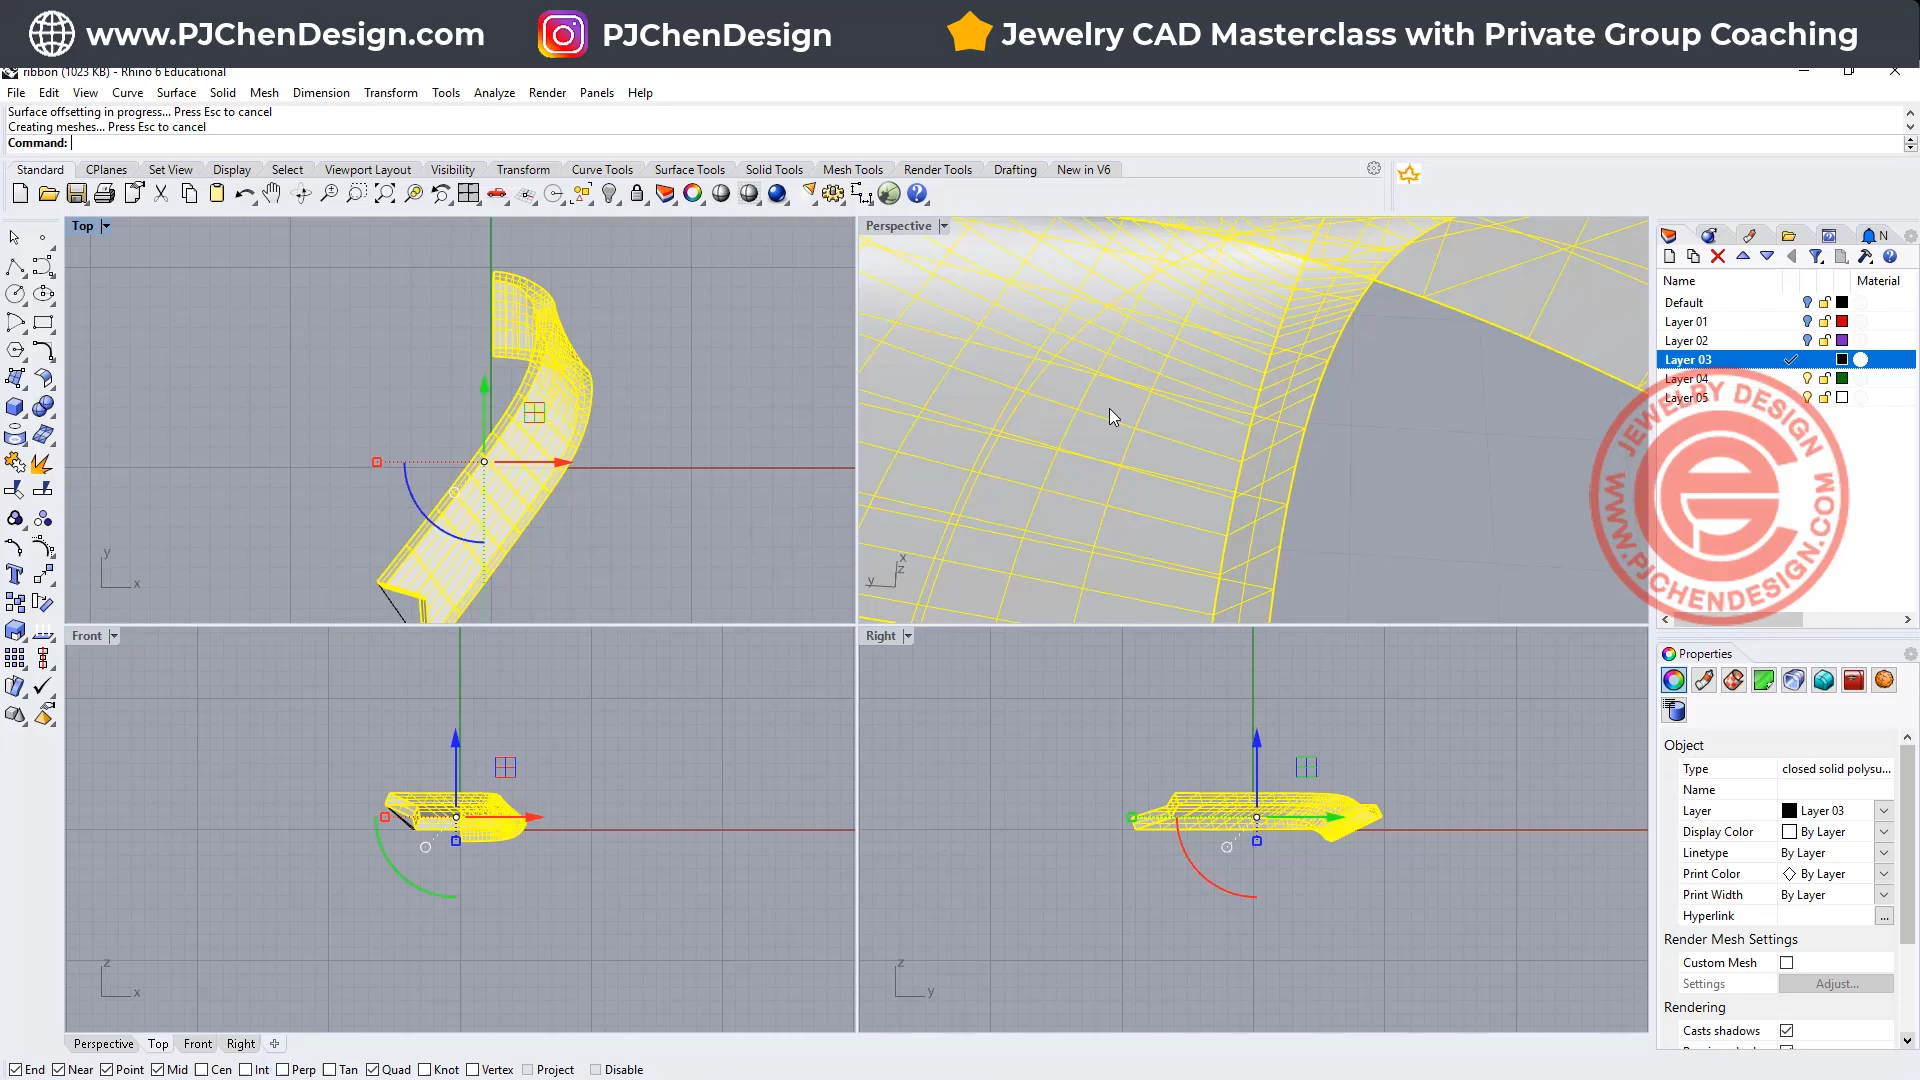 www.PJChenDesign.com PJChenDesign Jewelry CAD Masterclass with Private Group Coaching
ribbon (1023 KB) - Rhino 6 Educational
File Edit View Curve Surface Solid Mesh Dimension Transform Tools Analyze Render Panels Help
Surface offsetting in progress... Press Esc to cancel
Creating meshes... Press Esc to cancel
Command:
Standard CPlanes Set View Display Select Viewport Layout Visibility Transform Curve Tools Surface Tools Solid Tools Mesh Tools Render Tools Drafting New in V6
Top
Perspective
N
Name Material
Default
Layer 01
Layer 02
Layer 03
Layer 04
Layer 05
JEWELRY DESIGN
WWW.PJCHENDESIGN.COM
y
x
x
z
y
Front
Right
Properties
Object
Type closed solid polysu...
Name
Layer Layer 03
Display Color By Layer
Linetype By Layer
Print Color By Layer
Print Width By Layer
Hyperlink ...
Render Mesh Settings
Custom Mesh
Settings Adjust...
Rendering
Casts shadows
z
x
z
y
Perspective Top Front Right
End Near Point Mid Cen Int Perp Tan Quad Knot Vertex Project Disable